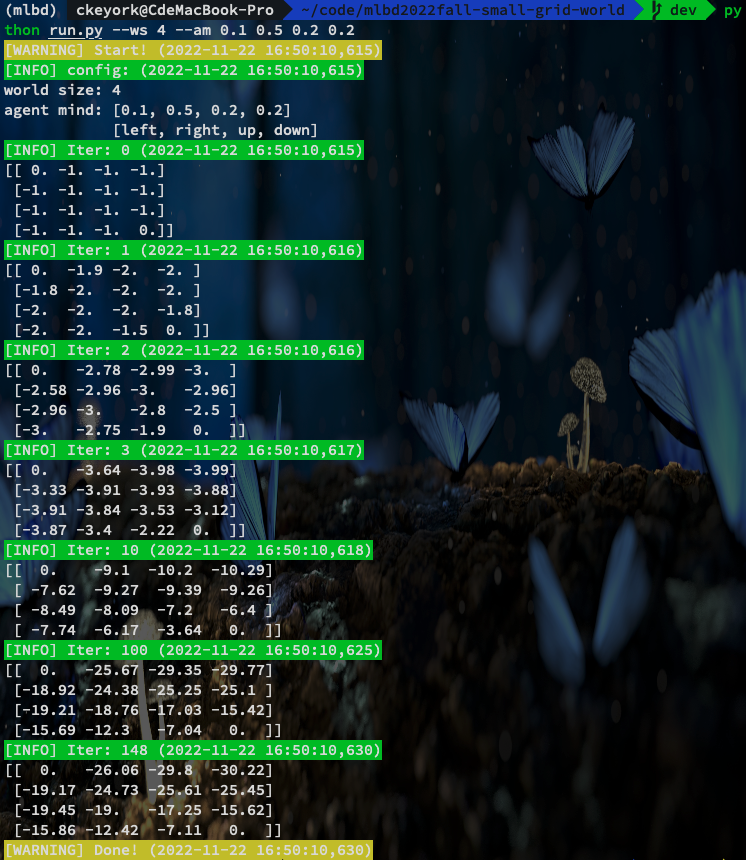 (mlbd) ckeyork@CdeMacBook-Pro ~/code/mlbd2022fall-small-grid-world dev py
thon run.py --ws 4 --am 0.1 0.5 0.2 0.2
[WARNING] Start! (2022-11-22 16:50:10,615)
[INFO] config: (2022-11-22 16:50:10,615)
world size: 4
agent mind: [0.1, 0.5, 0.2, 0.2]
            [left, right, up, down]
[INFO] Iter: 0 (2022-11-22 16:50:10,615)
[[ 0. -1. -1. -1.]
 [-1. -1. -1. -1.]
 [-1. -1. -1. -1.]
 [-1. -1. -1.  0.]]
[INFO] Iter: 1 (2022-11-22 16:50:10,616)
[[ 0.  -1.9 -2.  -2. ]
 [-1.8 -2.  -2.  -2. ]
 [-2.  -2.  -2.  -1.8]
 [-2.  -2.  -1.5  0. ]]
[INFO] Iter: 2 (2022-11-22 16:50:10,616)
[[ 0.   -2.78 -2.99 -3.  ]
 [-2.58 -2.96 -3.   -2.96]
 [-2.96 -3.   -2.8  -2.5 ]
 [-3.   -2.75 -1.9   0.  ]]
[INFO] Iter: 3 (2022-11-22 16:50:10,617)
[[ 0.   -3.64 -3.98 -3.99]
 [-3.33 -3.91 -3.93 -3.88]
 [-3.91 -3.84 -3.53 -3.12]
 [-3.87 -3.4  -2.22  0.  ]]
[INFO] Iter: 10 (2022-11-22 16:50:10,618)
[[  0.    -9.1  -10.2  -10.29]
 [ -7.62  -9.27  -9.39  -9.26]
 [ -8.49  -8.09  -7.2   -6.4 ]
 [ -7.74  -6.17  -3.64   0.  ]]
[INFO] Iter: 100 (2022-11-22 16:50:10,625)
[[  0.   -25.67 -29.35 -29.77]
 [-18.92 -24.38 -25.25 -25.1 ]
 [-19.21 -18.76 -17.03 -15.42]
 [-15.69 -12.3   -7.04   0.  ]]
[INFO] Iter: 148 (2022-11-22 16:50:10,630)
[[  0.   -26.06 -29.8  -30.22]
 [-19.17 -24.73 -25.61 -25.45]
 [-19.45 -19.   -17.25 -15.62]
 [-15.86 -12.42  -7.11   0.  ]]
[WARNING] Done! (2022-11-22 16:50:10,630)